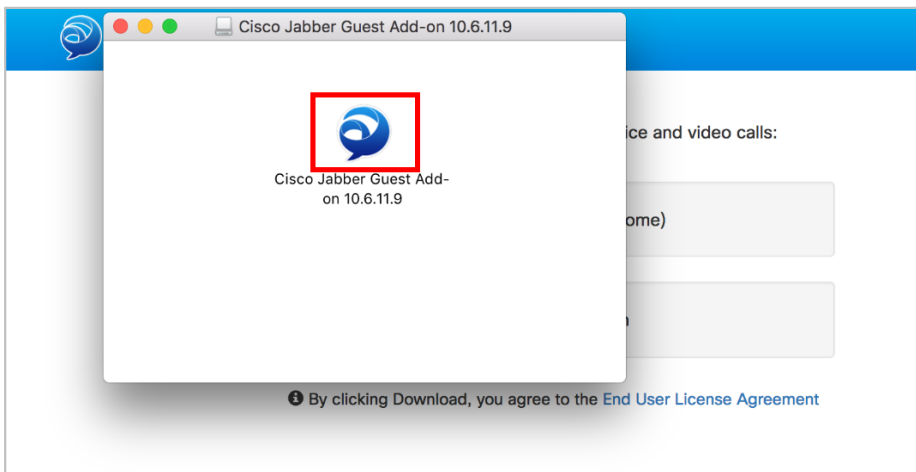 Cisco Jabber Guest Add-on 10.6.11.9
Cisco Jabber Guest Add-
on 10.6.11.9
ice and video calls:
ome)
By clicking Download, you agree to the End User License Agreement